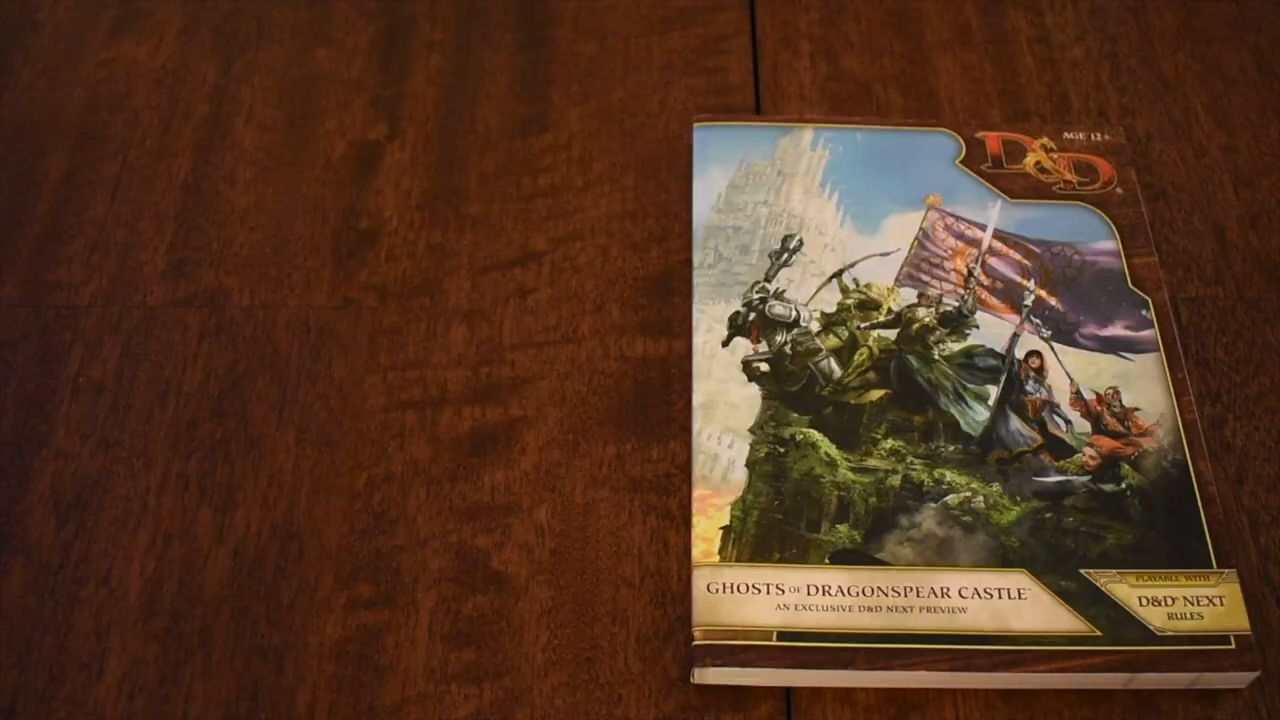 AGE 12+
D&D®
GHOSTS OF DRAGONSPEAR CASTLE™
AN EXCLUSIVE D&D NEXT PREVIEW
PLAYABLE WITH
D&D® NEXT
RULES